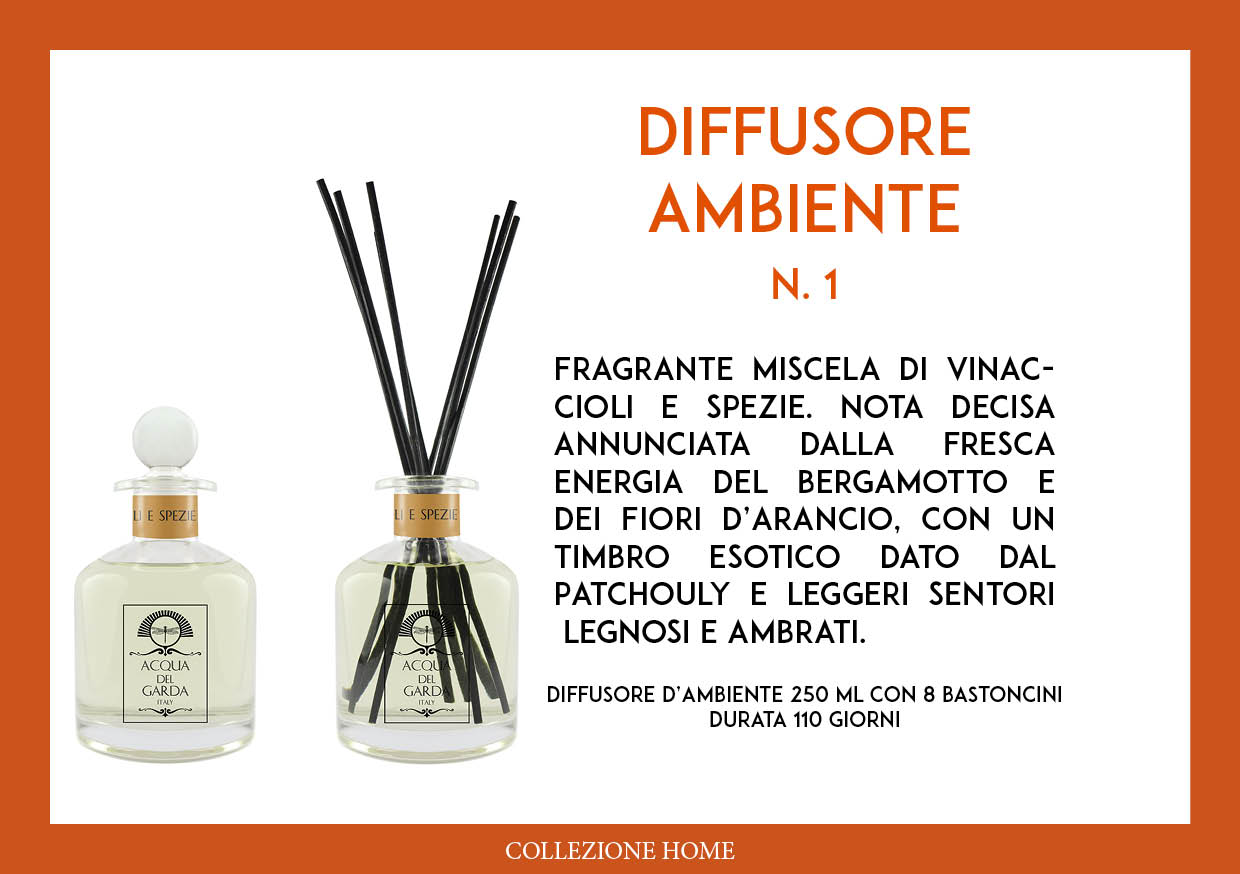 DIFFUSORE
AMBIENTE
N. 1
FRAGRANTE MISCELA DI VINAC-
CIOLI E SPEZIE. NOTA DECISA
ANNUNCIATA DALLA FRESCA
ENERGIA DEL BERGAMOTTO E
DEI FIORI D'ARANCIO, CON UN
TIMBRO ESOTICO DATO DAL
PATCHOULY E LEGGERI SENTORI
LEGNOSI E AMBRATI.
DIFFUSORE D'AMBIENTE 250 ML CON 8 BASTONCINI
DURATA 110 GIORNI
LI E SPEZIE
ACQUA
DEL
GARDA
ITALY
LI E SPEZIE
ACQUA
DEL
GARDA
ITALY
COLLEZIONE HOME